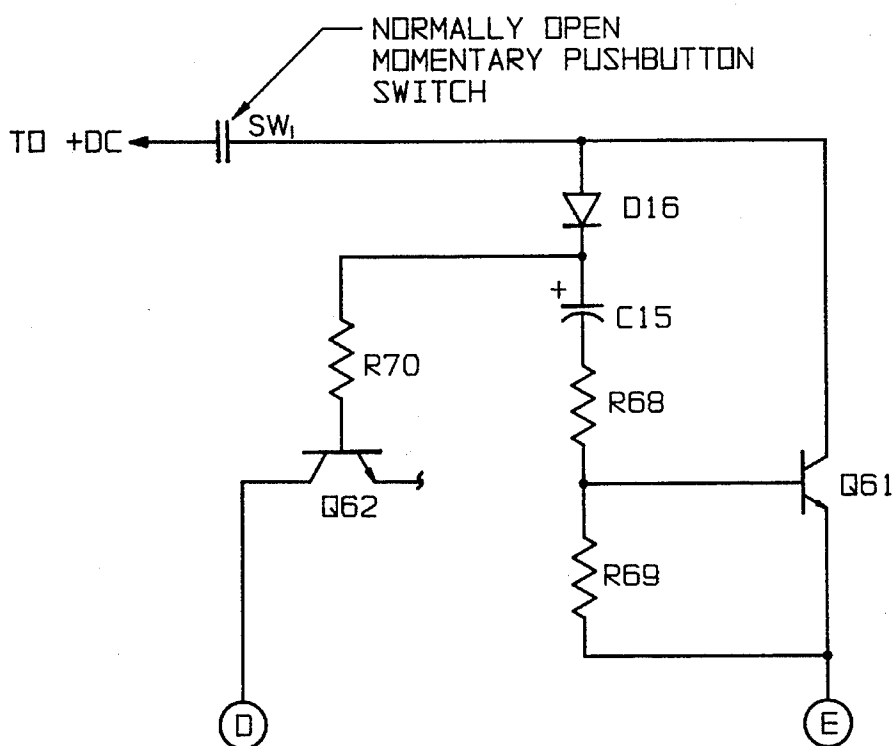 NORMALLY OPEN
MOMENTARY PUSHBUTTON
SWITCH
TO +DC
SW1
D16
+
C15
R70
R68
Q62
Q61
R69
D
E